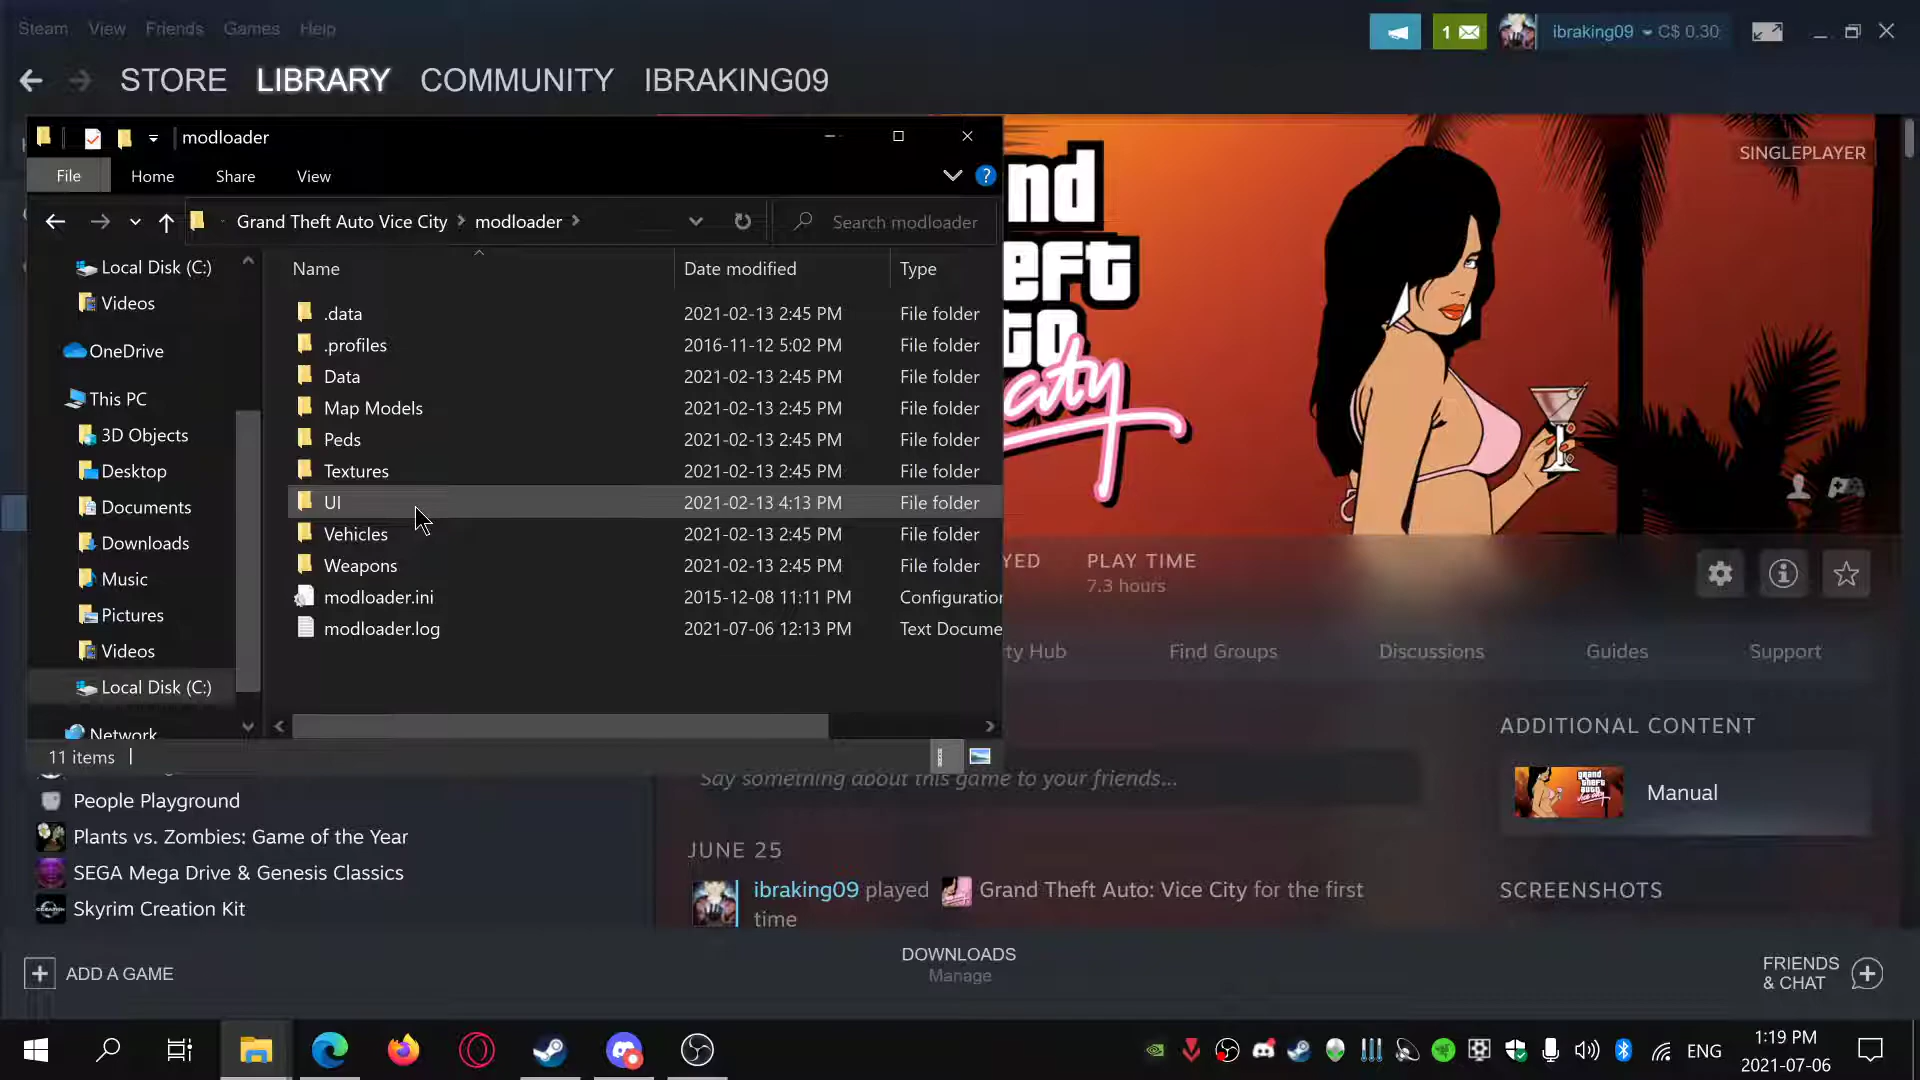 Steam View Friends Games Help
1
ibraking09 C$ 0.30
STORE LIBRARY COMMUNITY IBRAKING09
modloader
File Home Share View
Grand Theft Auto Vice City modloader
Search modloader
Local Disk (C:)
Videos
OneDrive
This PC
3D Objects
Desktop
Documents
Downloads
Music
Pictures
Videos
Local Disk (C:)
Network
Name Date modified Type
.data 2021-02-13 2:45 PM File folder
.profiles 2016-11-12 5:02 PM File folder
Data 2021-02-13 2:45 PM File folder
Map Models 2021-02-13 2:45 PM File folder
Peds 2021-02-13 2:45 PM File folder
Textures 2021-02-13 2:45 PM File folder
UI 2021-02-13 4:13 PM File folder
Vehicles 2021-02-13 2:45 PM File folder
Weapons 2021-02-13 2:45 PM File folder
modloader.ini 2015-12-08 11:11 PM Configuration
modloader.log 2021-07-06 12:13 PM Text Docume
11 items
nd
eft
to
city
SINGLEPLAYER
YED
PLAY TIME
7.3 hours
ty Hub Find Groups Discussions Guides Support
Say something about this game to your friends...
ADDITIONAL CONTENT
Manual
SCREENSHOTS
JUNE 25
ibraking09 played Grand Theft Auto: Vice City for the first
time
People Playground
Plants vs. Zombies: Game of the Year
SEGA Mega Drive & Genesis Classics
Skyrim Creation Kit
ADD A GAME
DOWNLOADS
Manage
FRIENDS
& CHAT
ENG
1:19 PM
2021-07-06